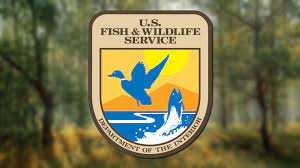 U.S.
FISH & WILDLIFE
SERVICE
DEPARTMENT OF THE INTERIOR